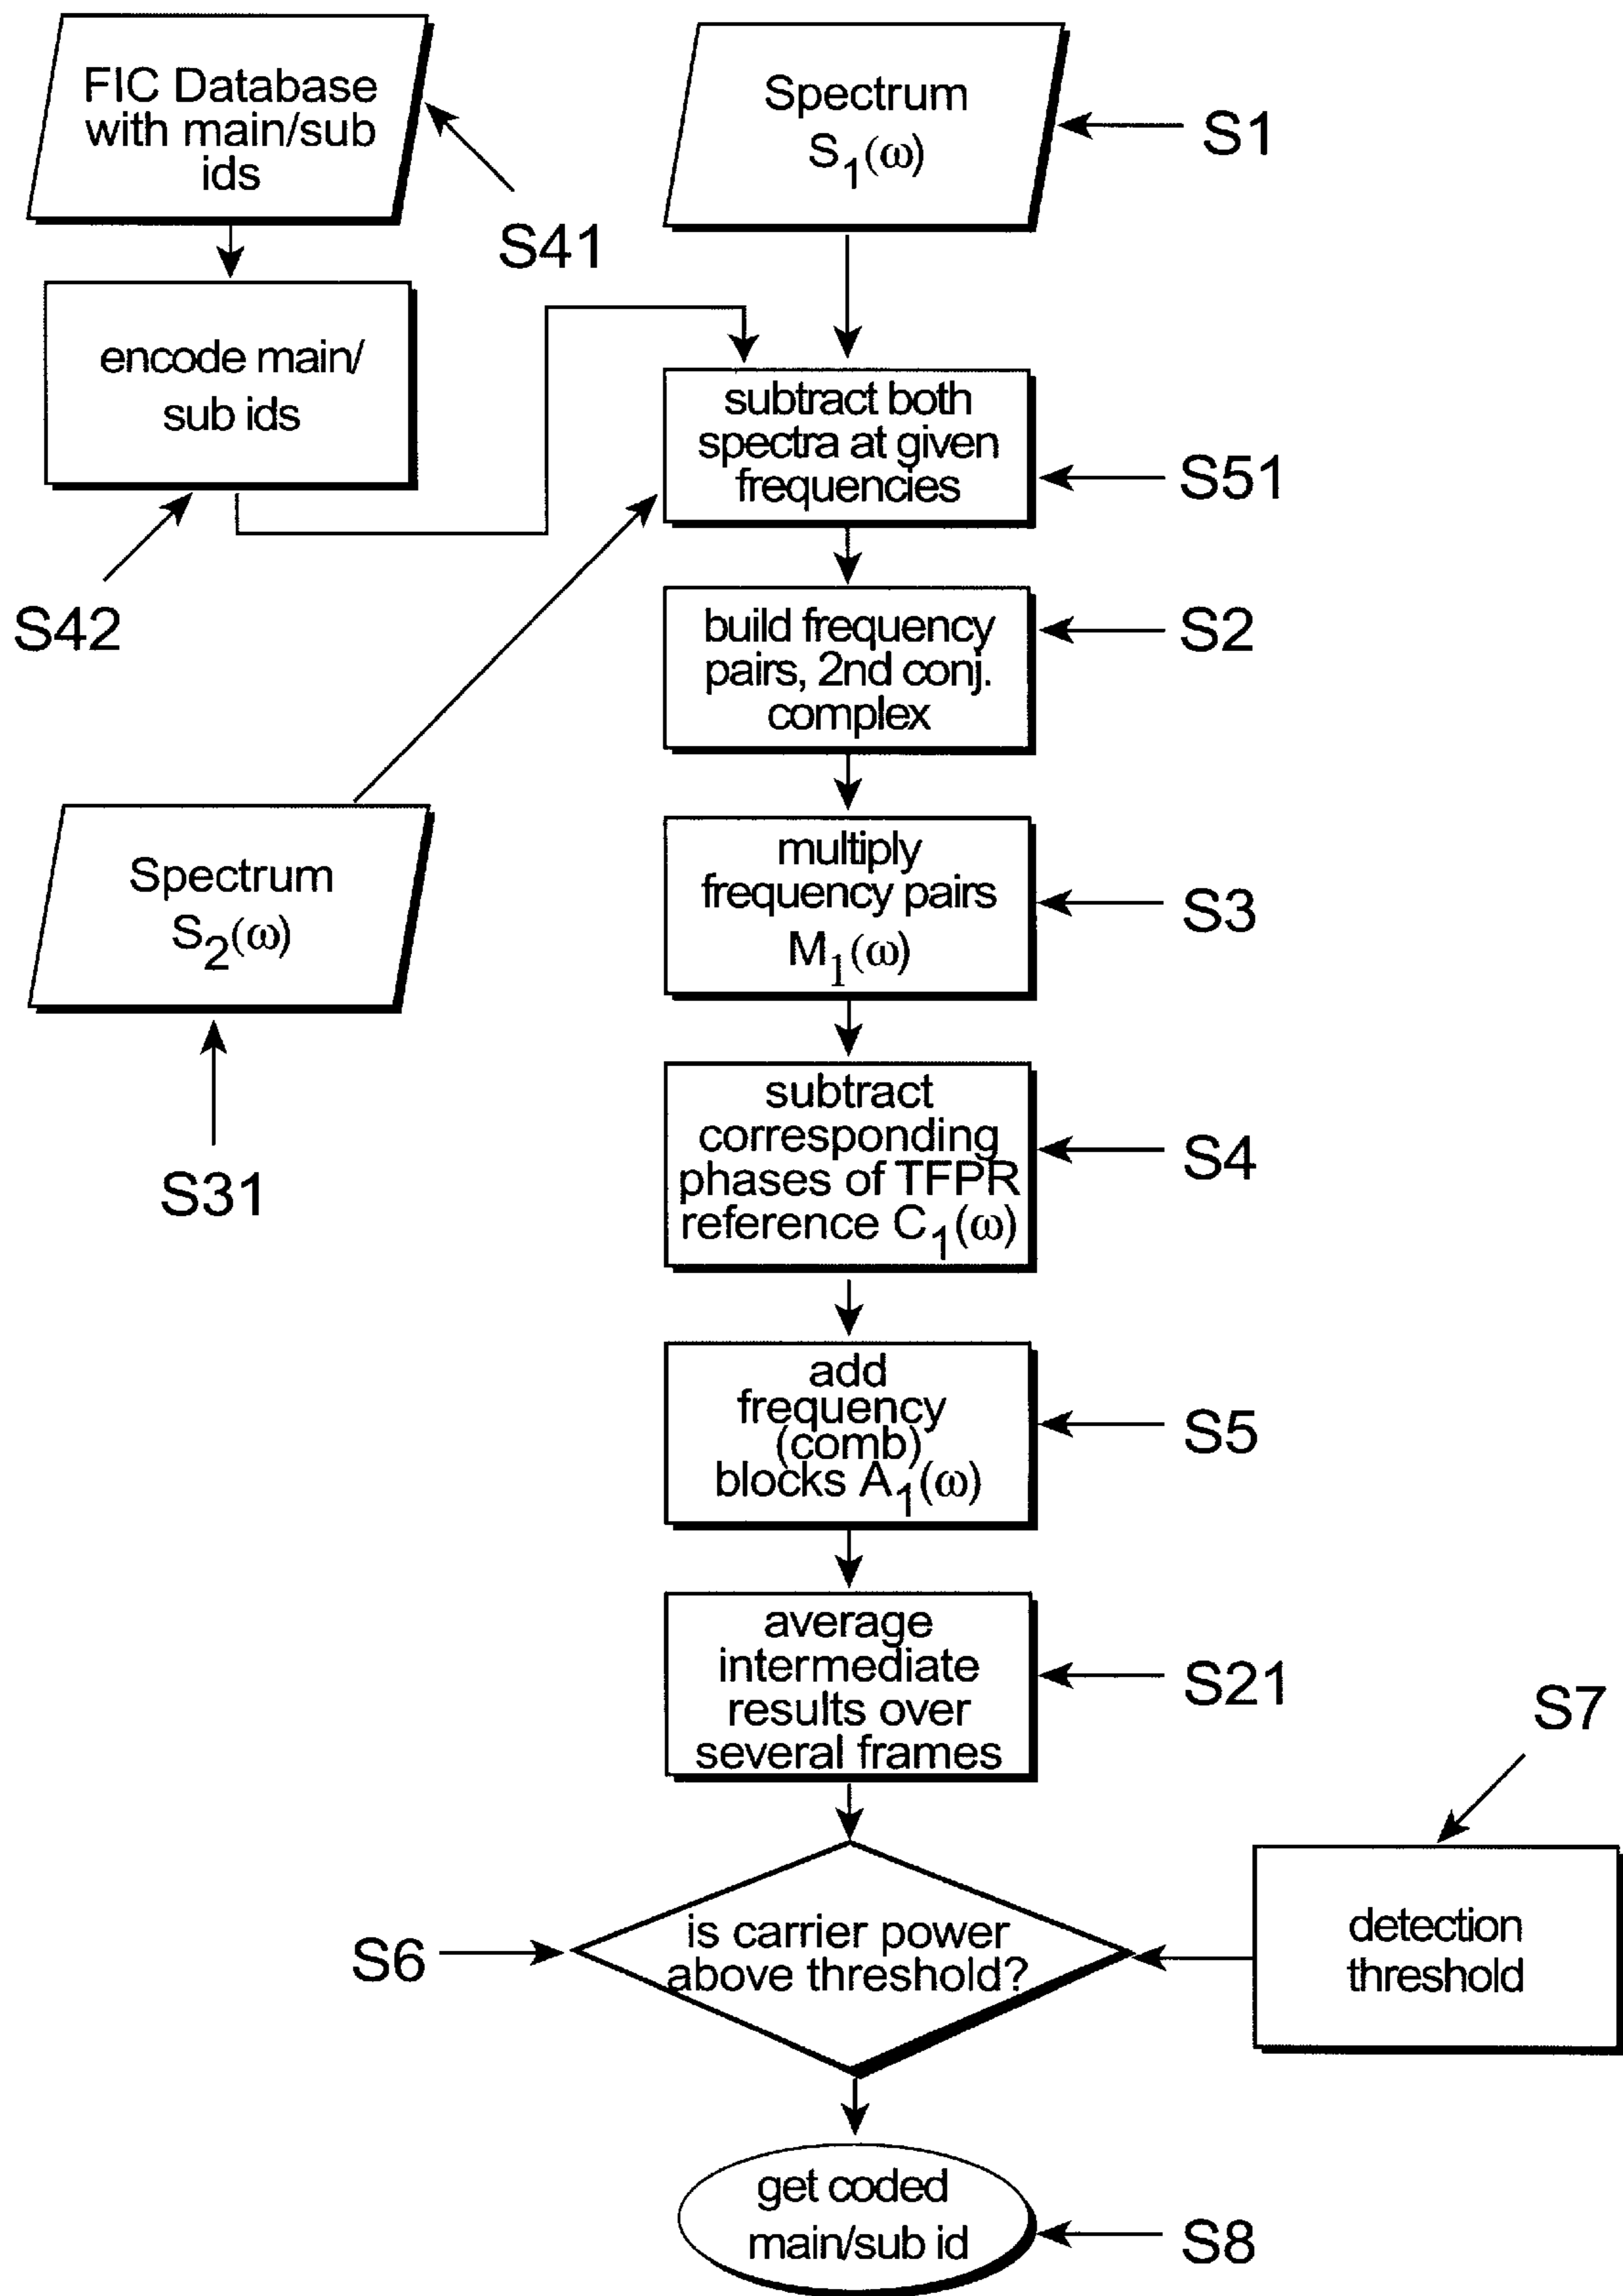 FIC Database
with main/sub
ids
S41
Spectrum
S1(ω)
S1
encode main/
sub ids
S42
subtract both
spectra at given
frequencies
S51
build frequency
pairs, 2nd conj.
complex
S2
Spectrum
S2(ω)
S31
multiply
frequency pairs
M1(ω)
S3
subtract
corresponding
phases of TFPR
reference C1(ω)
S4
add
frequency
(comb)
blocks A1(ω)
S5
average
intermediate
results over
several frames
S21
S7
is carrier power
above threshold?
S6
detection
threshold
get coded
main/sub id
S8